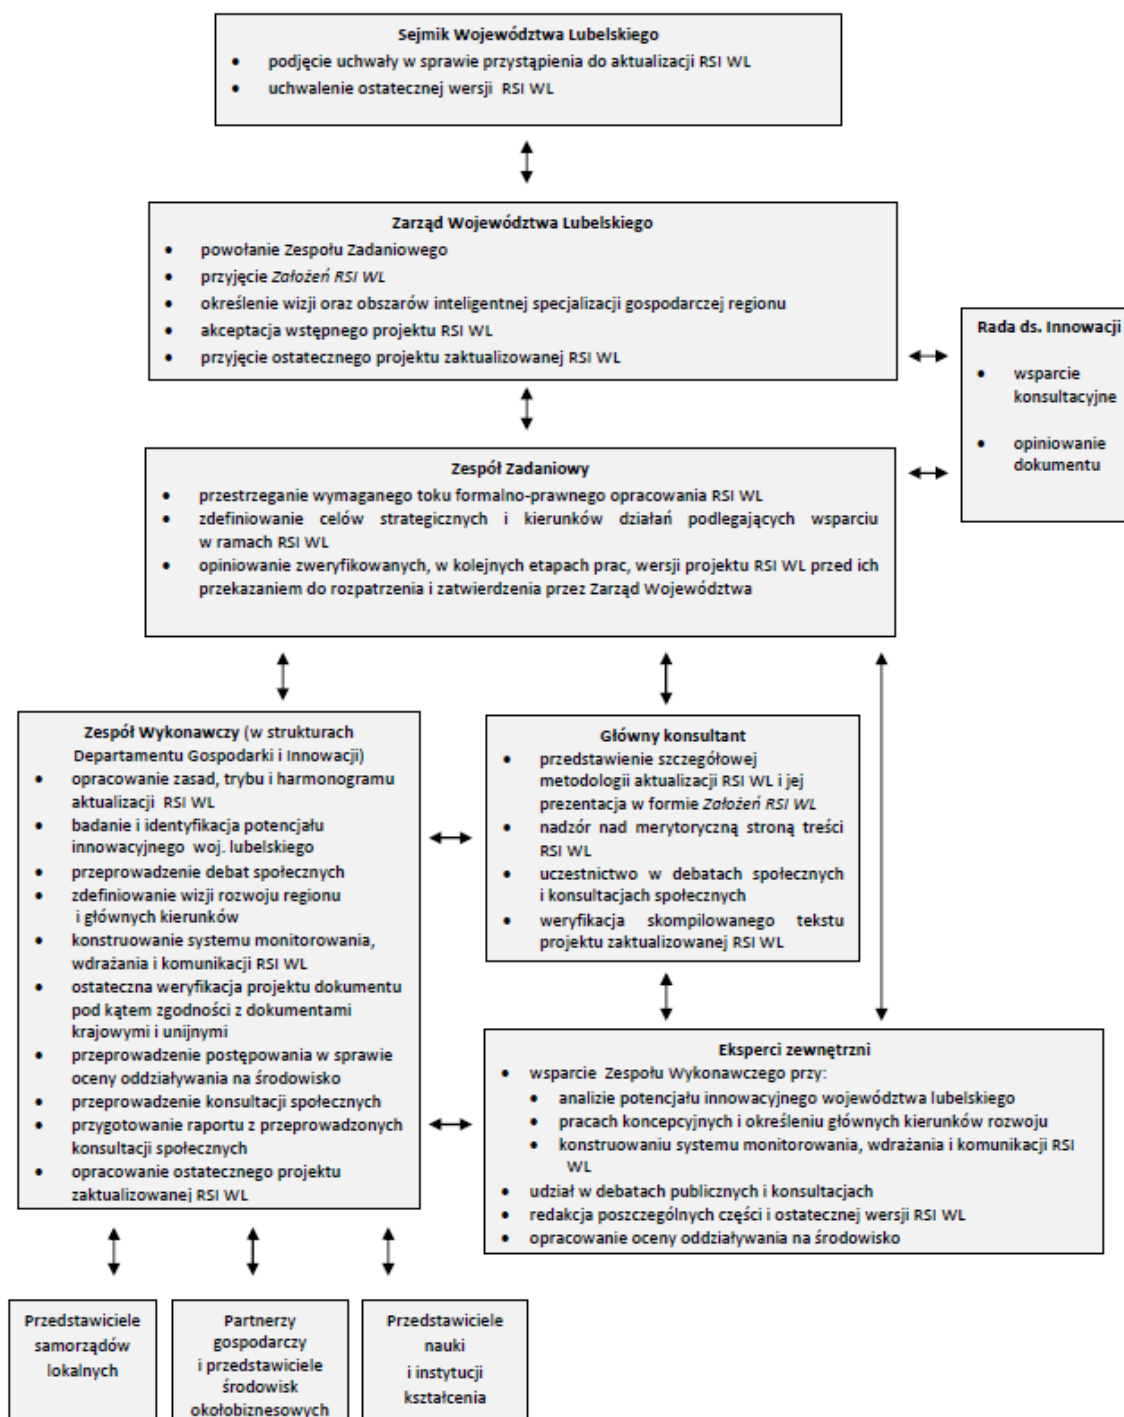 Sejmik Województwa Lubelskiego
• podjęcie uchwały w sprawie przystąpienia do aktualizacji RSI WL
• uchwalenie ostatecznej wersji RSI WL
Zarząd Województwa Lubelskiego
• powołanie Zespołu Zadaniowego
• przyjęcie Założeń RSI WL
• określenie wizji oraz obszarów inteligentnej specjalizacji gospodarczej regionu
• akceptacja wstępnego projektu RSI WL
• przyjęcie ostatecznego projektu zaktualizowanej RSI WL
Rada ds. Innowacji
• wsparcie
konsultacyjne
• opiniowanie
dokumentu
Zespół Zadaniowy
• przestrzeganie wymaganego toku formalno-prawnego opracowania RSI WL
• zdefiniowanie celów strategicznych i kierunków działań podlegających wsparciu
w ramach RSI WL
• opiniowanie zweryfikowanych, w kolejnych etapach prac, wersji projektu RSI WL przed ich
przekazaniem do rozpatrzenia i zatwierdzenia przez Zarząd Województwa
Zespół Wykonawczy (w strukturach
Departamentu Gospodarki i Innowacji)
• opracowanie zasad, trybu i harmonogramu
aktualizacji RSI WL
• badanie i identyfikacja potencjału
innowacyjnego woj. lubelskiego
• przeprowadzenie debat społecznych
• zdefiniowanie wizji rozwoju regionu
i głównych kierunków
• konstruowanie systemu monitorowania,
wdrażania i komunikacji RSI WL
• ostateczna weryfikacja projektu dokumentu
pod kątem zgodności z dokumentami
krajowymi i unijnymi
• przeprowadzenie postępowania w sprawie
oceny oddziaływania na środowisko
• przeprowadzenie konsultacji społecznych
• przygotowanie raportu z przeprowadzonych
konsultacji społecznych
• opracowanie ostatecznego projektu
zaktualizowanej RSI WL
Główny konsultant
• przedstawienie szczegółowej
metodologii aktualizacji RSI WL i jej
prezentacja w formie Założeń RSI WL
• nadzór nad merytoryczną stroną treści
RSI WL
• uczestnictwo w debatach społecznych
i konsultacjach społecznych
• weryfikacja skompilowanego tekstu
projektu zaktualizowanej RSI WL
Eksperci zewnętrzni
• wsparcie Zespołu Wykonawczego przy:
• analizie potencjału innowacyjnego województwa lubelskiego
• pracach koncepcyjnych i określeniu głównych kierunków rozwoju
• konstruowaniu systemu monitorowania, wdrażania i komunikacji RSI
WL
• udział w debatach publicznych i konsultacjach
• redakcja poszczególnych części i ostatecznej wersji RSI WL
• opracowanie oceny oddziaływania na środowisko
Przedstawiciele
samorządów
lokalnych
Partnerzy
gospodarczy
i przedstawiciele
środowisk
okołobiznesowych
Przedstawiciele
nauki
i instytucji
kształcenia